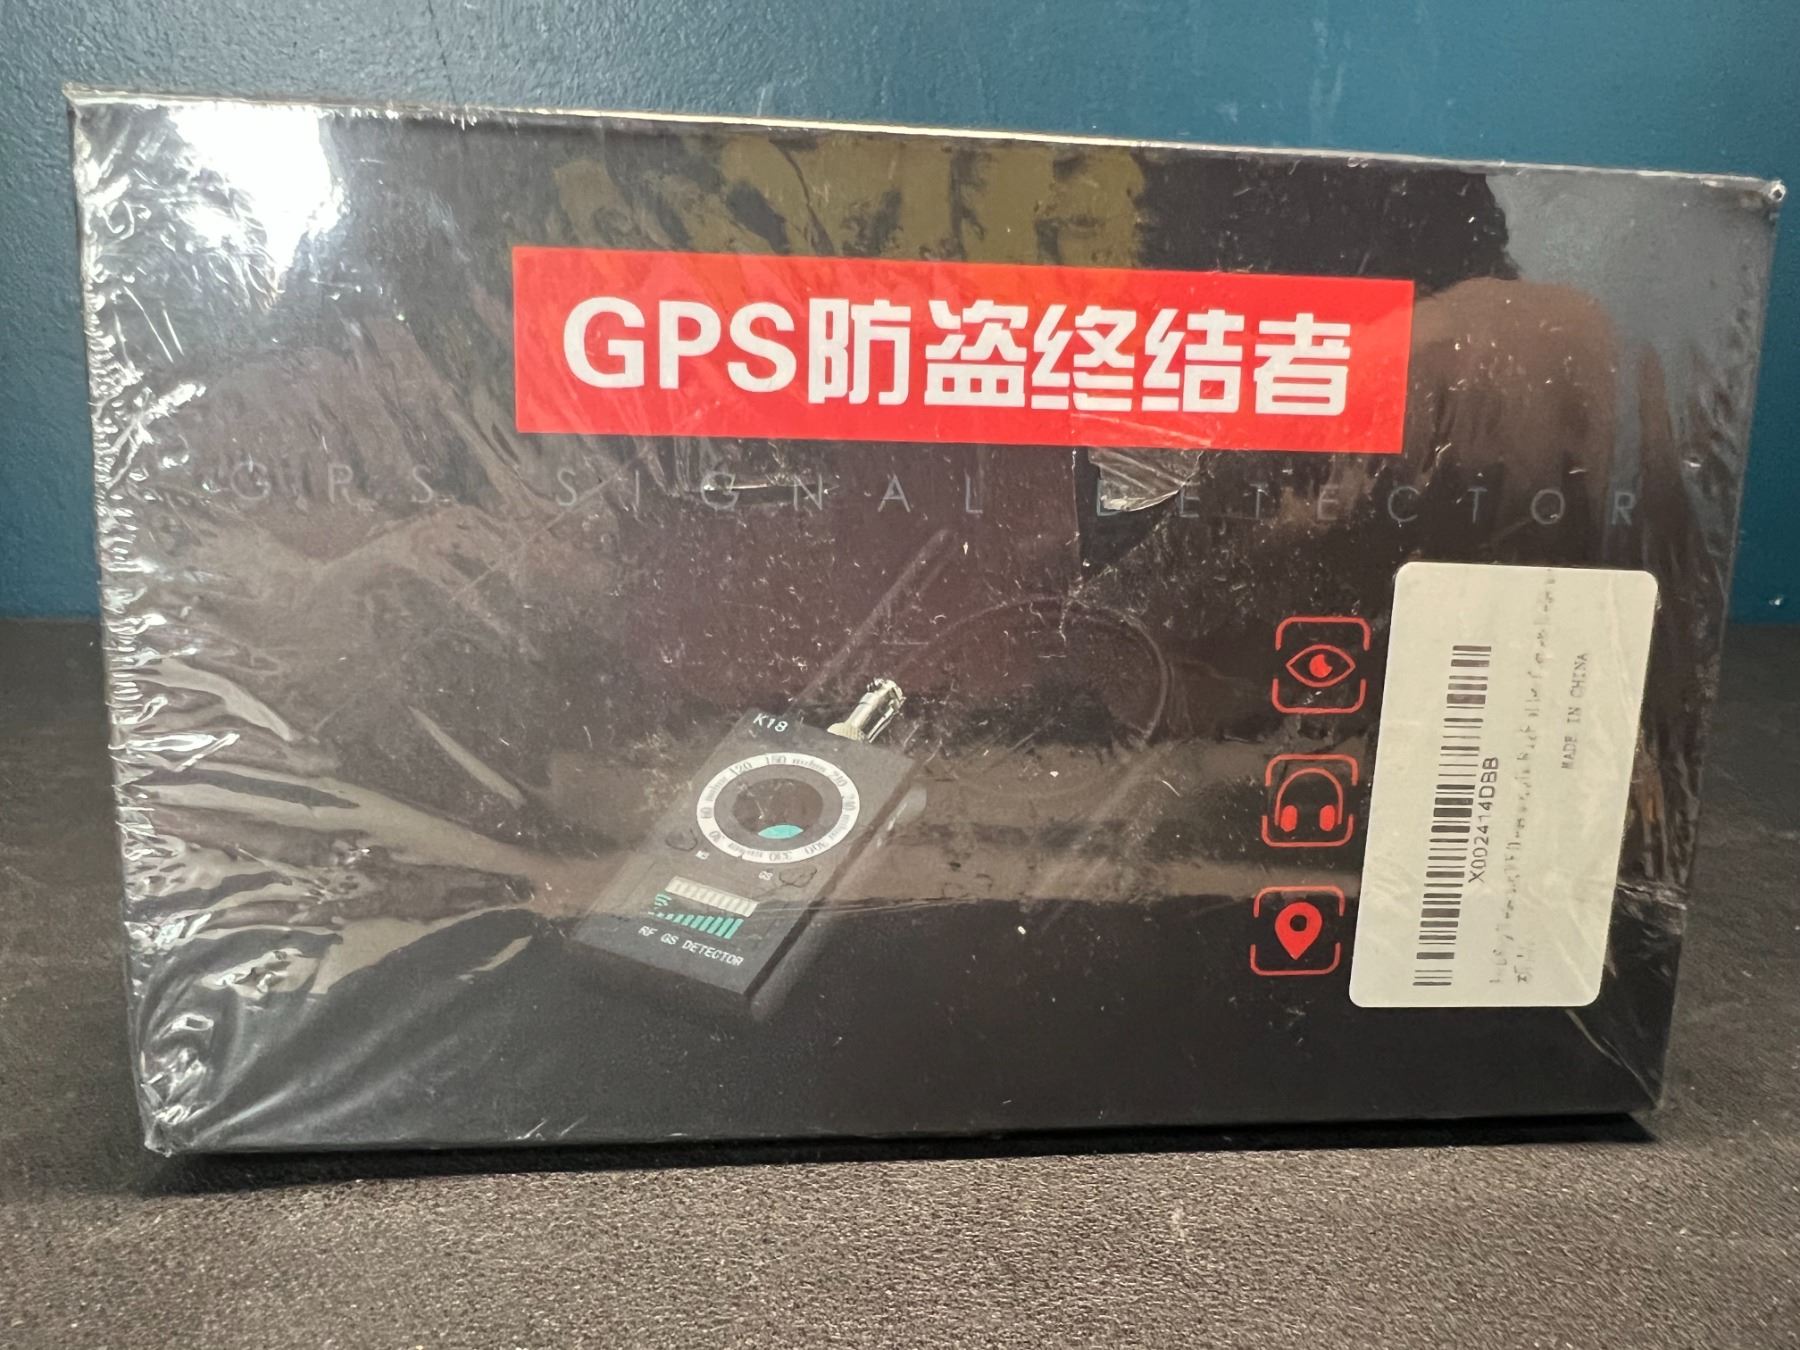 GPS防盗终结者
GPS SIGNAL DETECTOR
K18
RF GS DETECTOR
X002414DBB
MADE IN CHINA